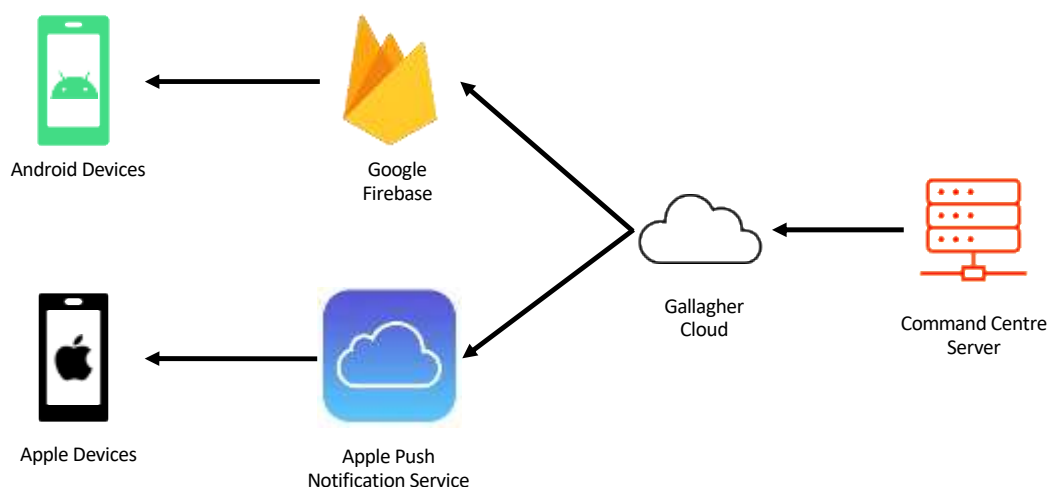 Android Devices
Google
Firebase
Gallagher
Cloud
Command Centre
Server
Apple Devices
Apple Push
Notification Service